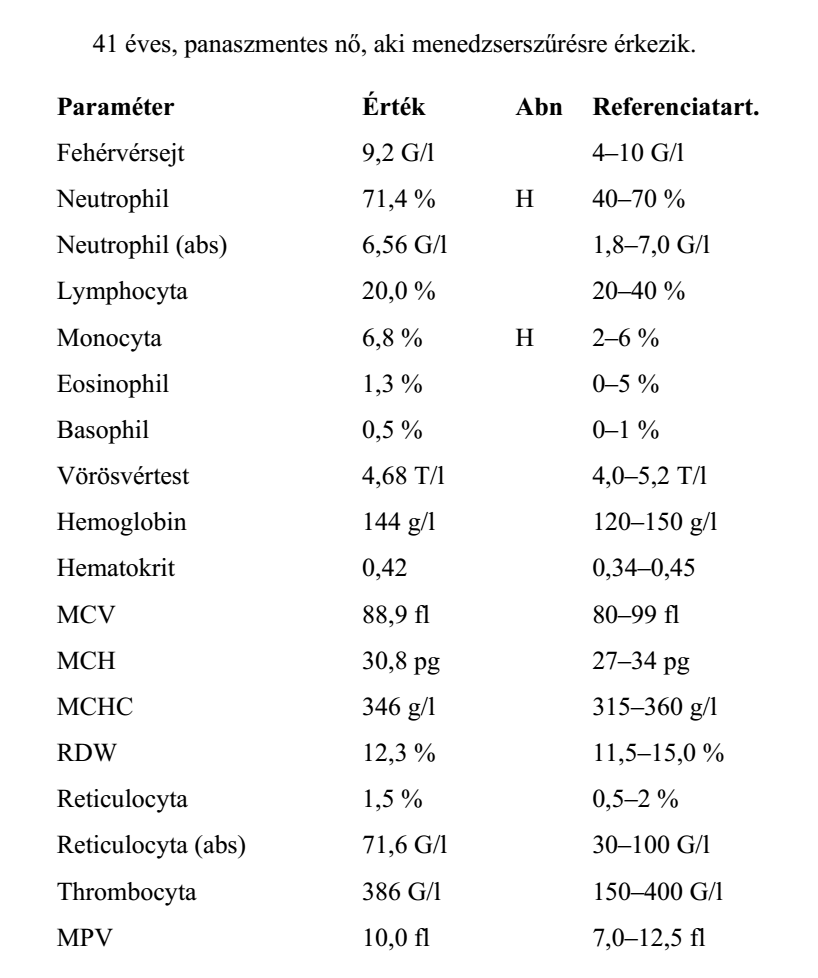 41 éves, panaszmentes nő, aki menedzserszűrésre érkezik.
Paraméter Érték Abn Referenciatart.
Fehérvérsejt 9,2 G/l 4–10 G/l
Neutrophil 71,4 % H 40–70 %
Neutrophil (abs) 6,56 G/l 1,8–7,0 G/l
Lymphocyta 20,0 % 20–40 %
Monocyta 6,8 % H 2–6 %
Eosinophil 1,3 % 0–5 %
Basophil 0,5 % 0–1 %
Vörösvértest 4,68 T/l 4,0–5,2 T/l
Hemoglobin 144 g/l 120–150 g/l
Hematokrit 0,42 0,34–0,45
MCV 88,9 fl 80–99 fl
MCH 30,8 pg 27–34 pg
MCHC 346 g/l 315–360 g/l
RDW 12,3 % 11,5–15,0 %
Reticulocyta 1,5 % 0,5–2 %
Reticulocyta (abs) 71,6 G/l 30–100 G/l
Thrombocyta 386 G/l 150–400 G/l
MPV 10,0 fl 7,0–12,5 fl